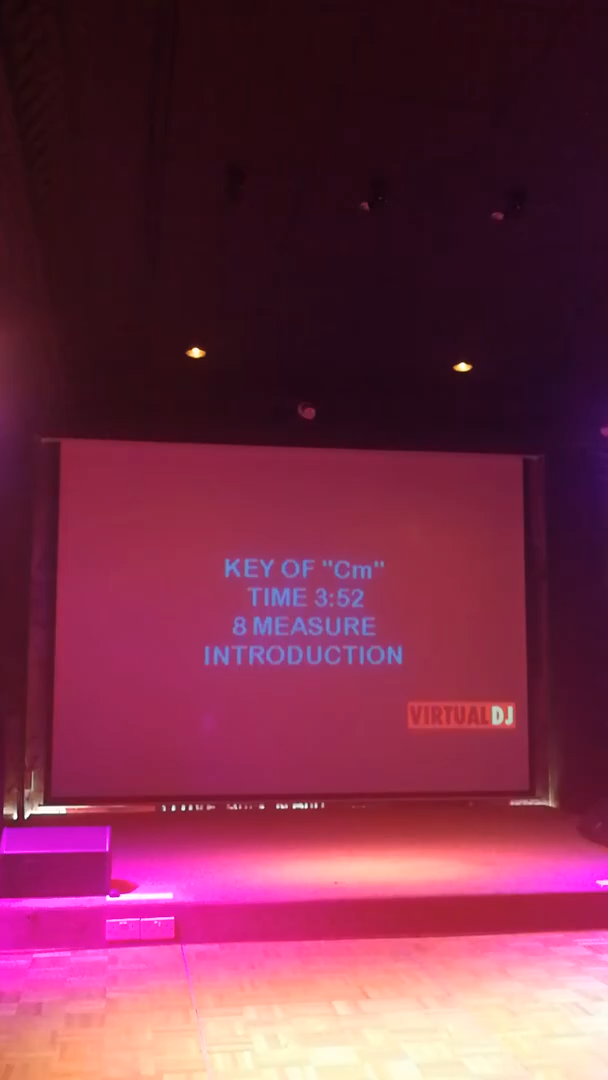 KEY OF "Cm"
TIME 3:52
8 MEASURE
INTRODUCTION
VIRTUALDJ